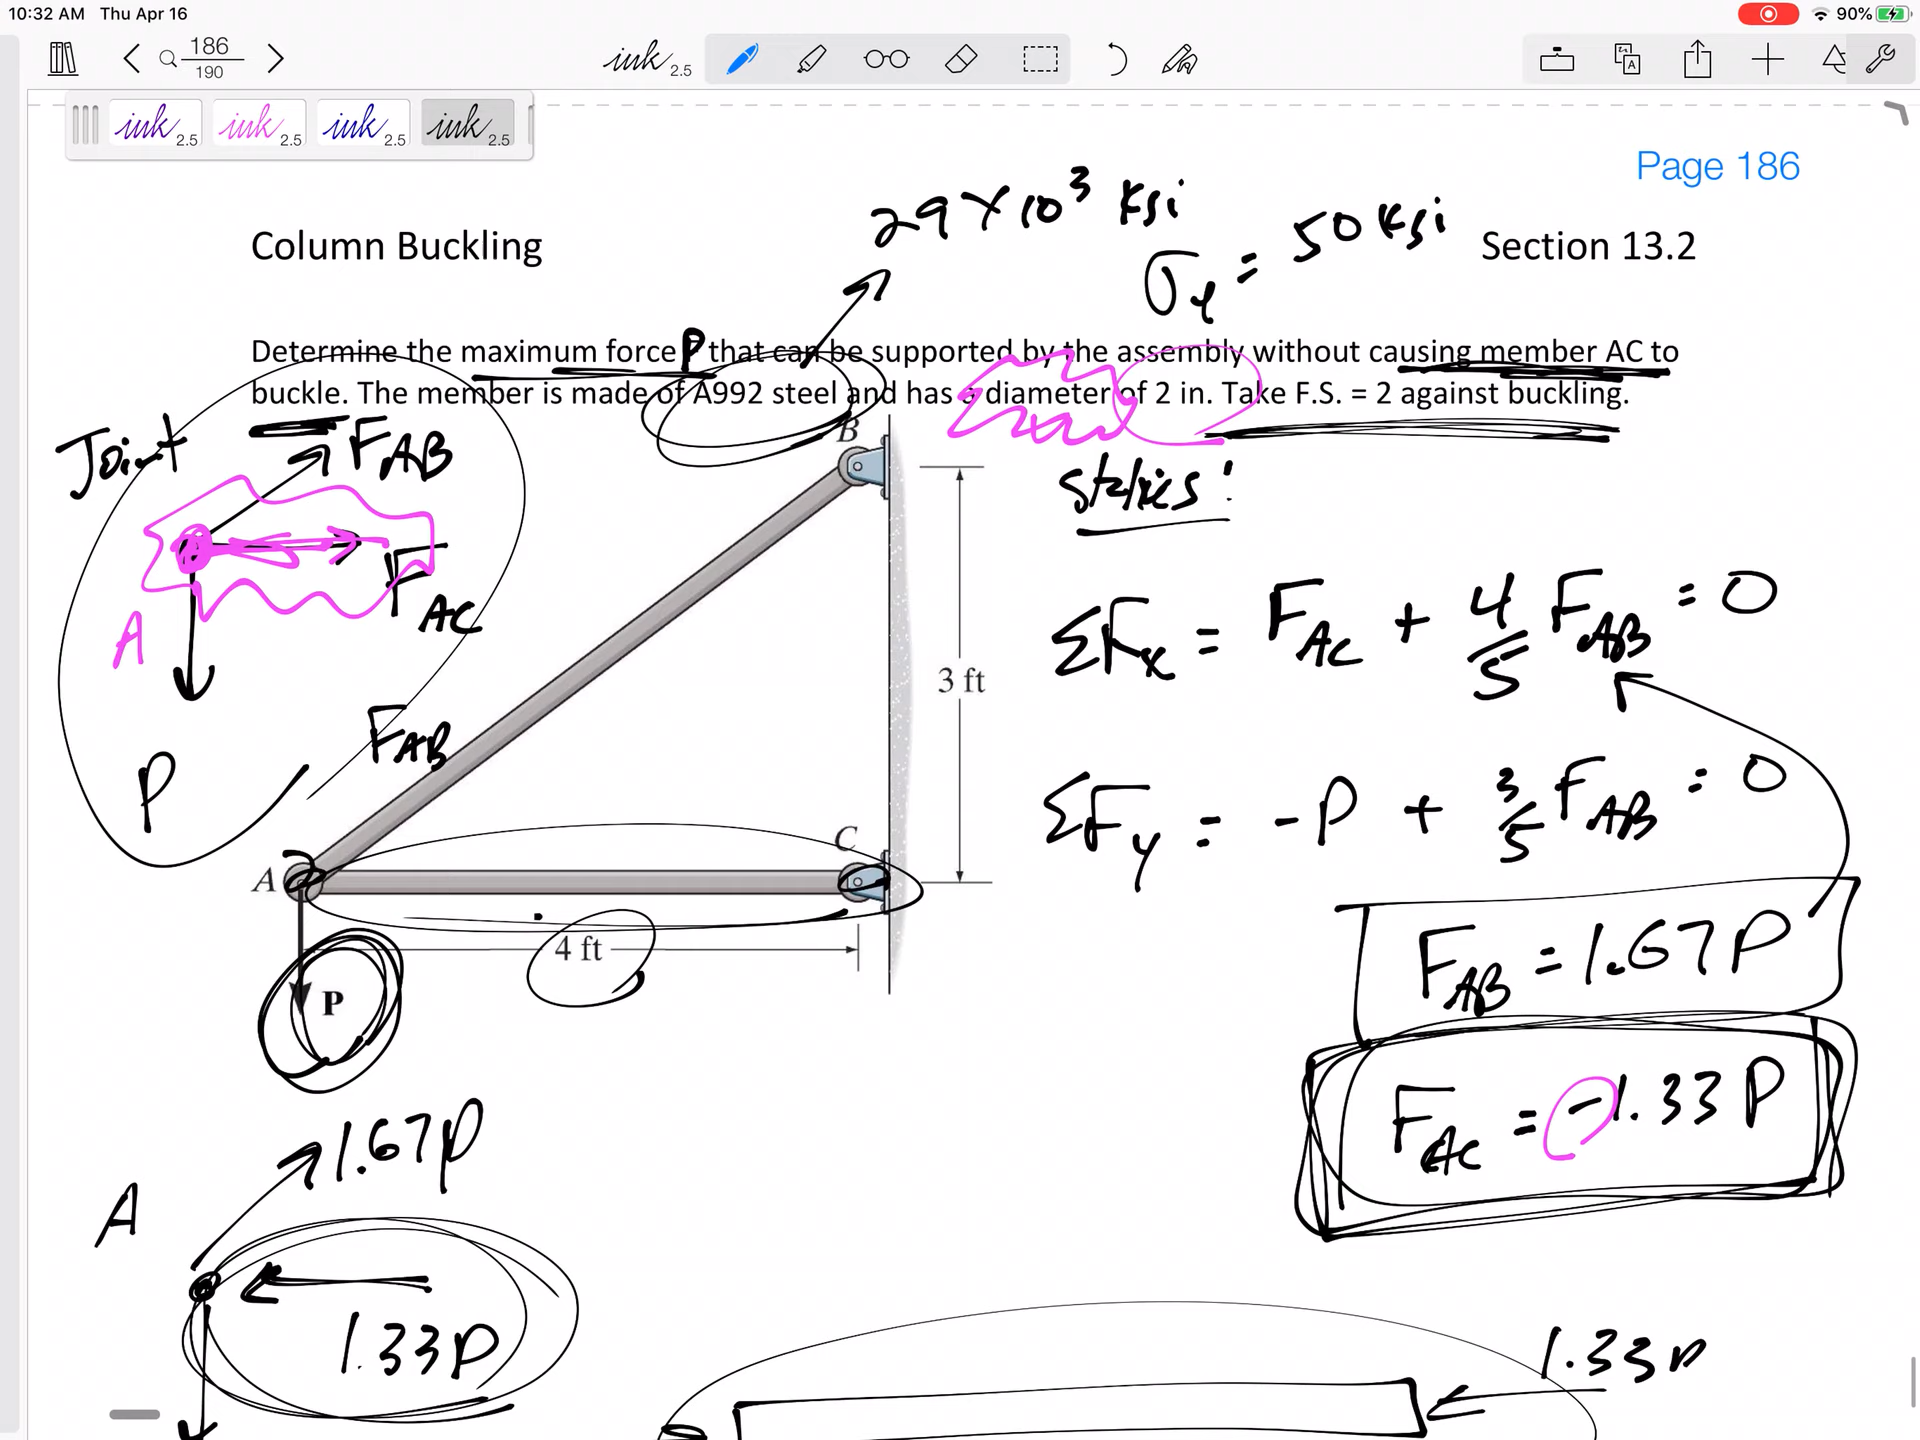 10:32 AM Thu Apr 16
90%
186
190
ink 2.5
ink 2.5 ink 2.5 ink 2.5 ink 2.5
Page 186
29 × 10³ ksi
σY = 50 ksi
Column Buckling
Section 13.2
Determine the maximum force P that can be supported by the assembly without causing member AC to
buckle. The member is made of A992 steel and has a diameter of 2 in. Take F.S. = 2 against buckling.
Joint
FAB
B
Statics:
FAC
A
P
ΣFx = FAC + 4/5 FAB = 0
3 ft
FAB
ΣFy = -P + 3/5 FAB = 0
A
C
4 ft
P
FAB = 1.67P
FAC = -1.33P
1.67P
A
1.33P
1.33P